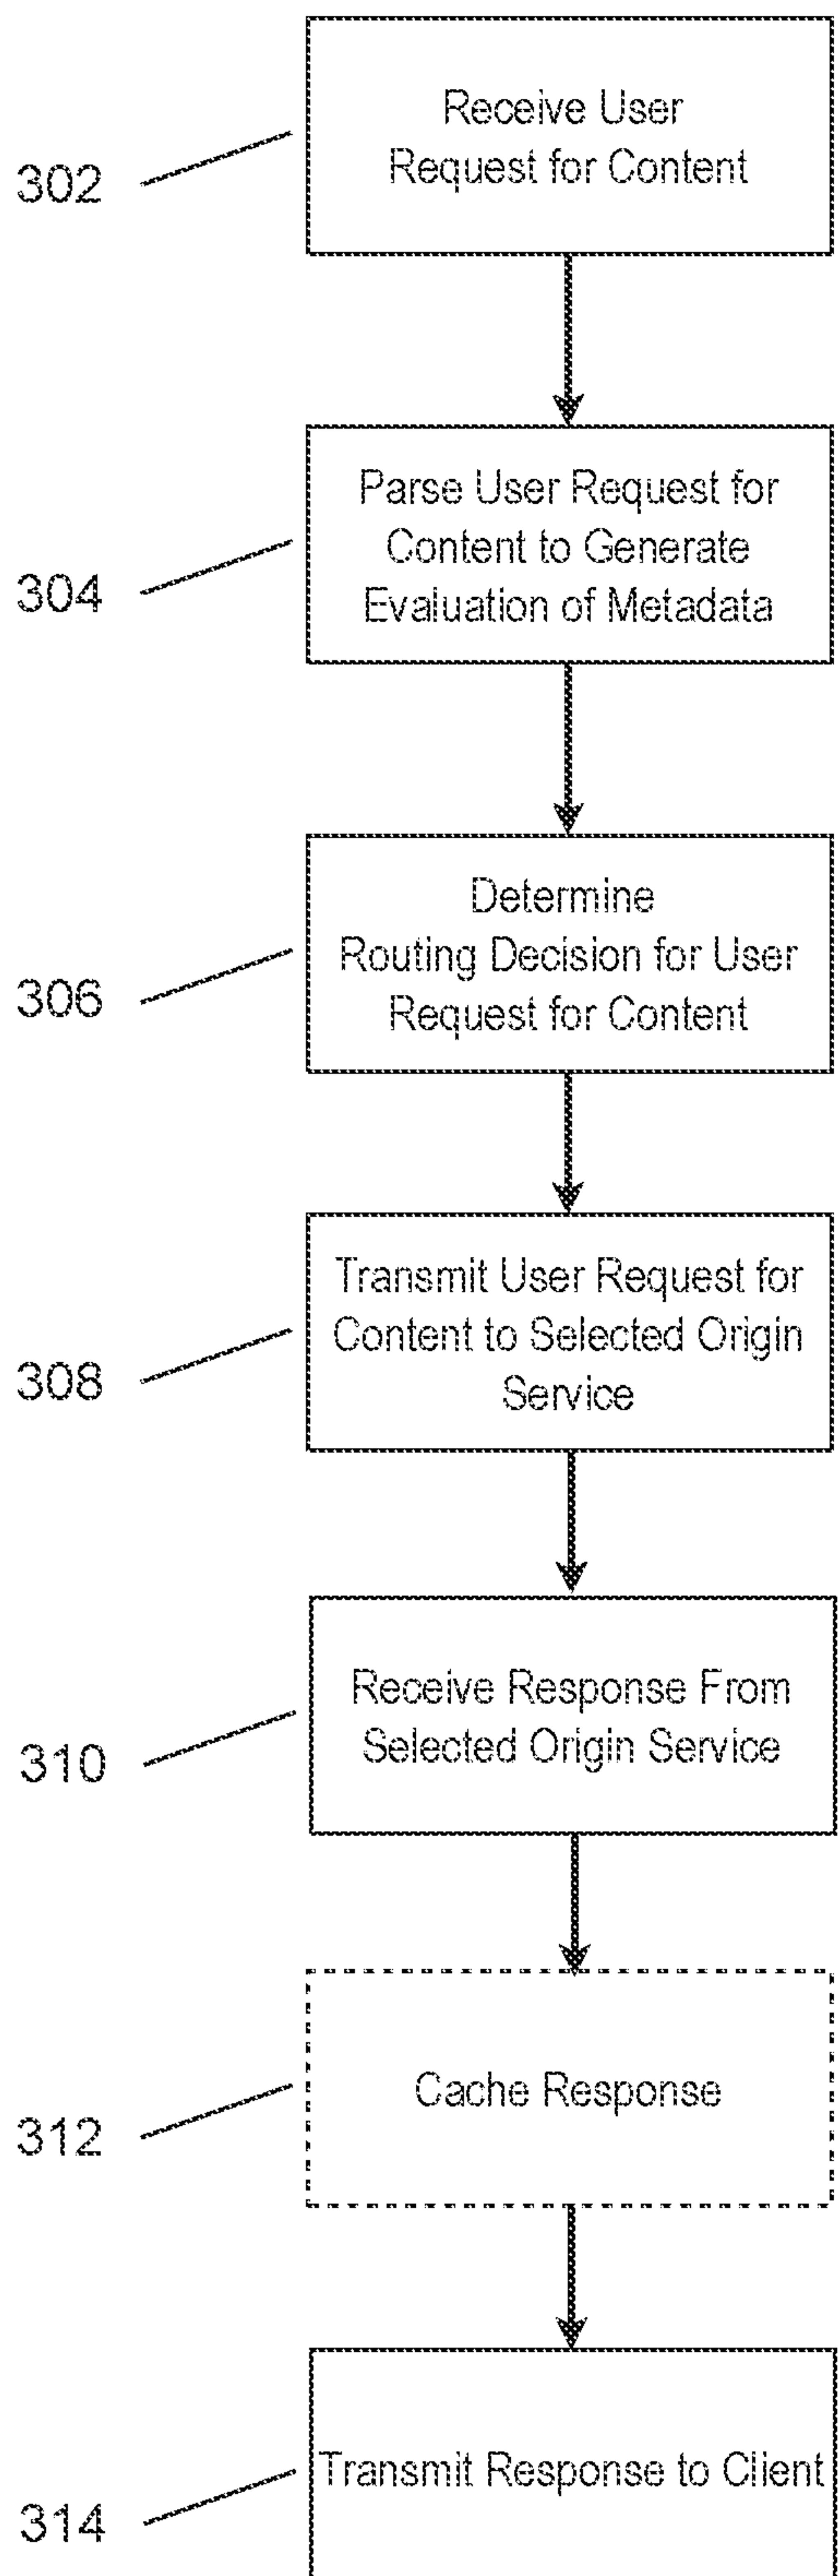 302
Receive User
Request for Content
304
Parse User Request for
Content to Generate
Evaluation of Metadata
306
Determine
Routing Decision for User
Request for Content
308
Transmit User Request for
Content to Selected Origin
Service
310
Receive Response From
Selected Origin Service
312
Cache Response
314
Transmit Response to Client